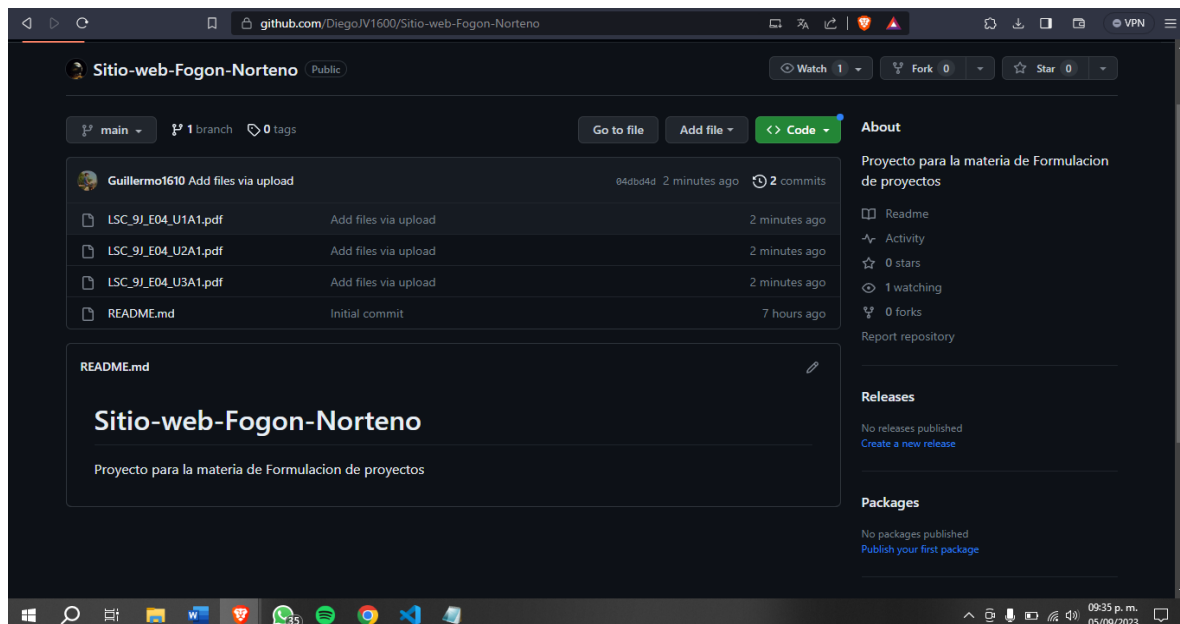 github.com/DiegoJV1600/Sitio-web-Fogon-Norteno
VPN
Sitio-web-Fogon-Norteno Public
Watch 1
Fork 0
Star 0
main
1 branch
0 tags
Go to file
Add file
<> Code
Guillermo1610 Add files via upload
04dbd4d 2 minutes ago
2 commits
LSC_9J_E04_U1A1.pdf Add files via upload 2 minutes ago
LSC_9J_E04_U2A1.pdf Add files via upload 2 minutes ago
LSC_9J_E04_U3A1.pdf Add files via upload 2 minutes ago
README.md Initial commit 7 hours ago
README.md
Sitio-web-Fogon-Norteno
Proyecto para la materia de Formulacion de proyectos
About
Proyecto para la materia de Formulacion
de proyectos
Readme
Activity
0 stars
1 watching
0 forks
Report repository
Releases
No releases published
Create a new release
Packages
No packages published
Publish your first package
35
09:35 p. m.
05/09/2023